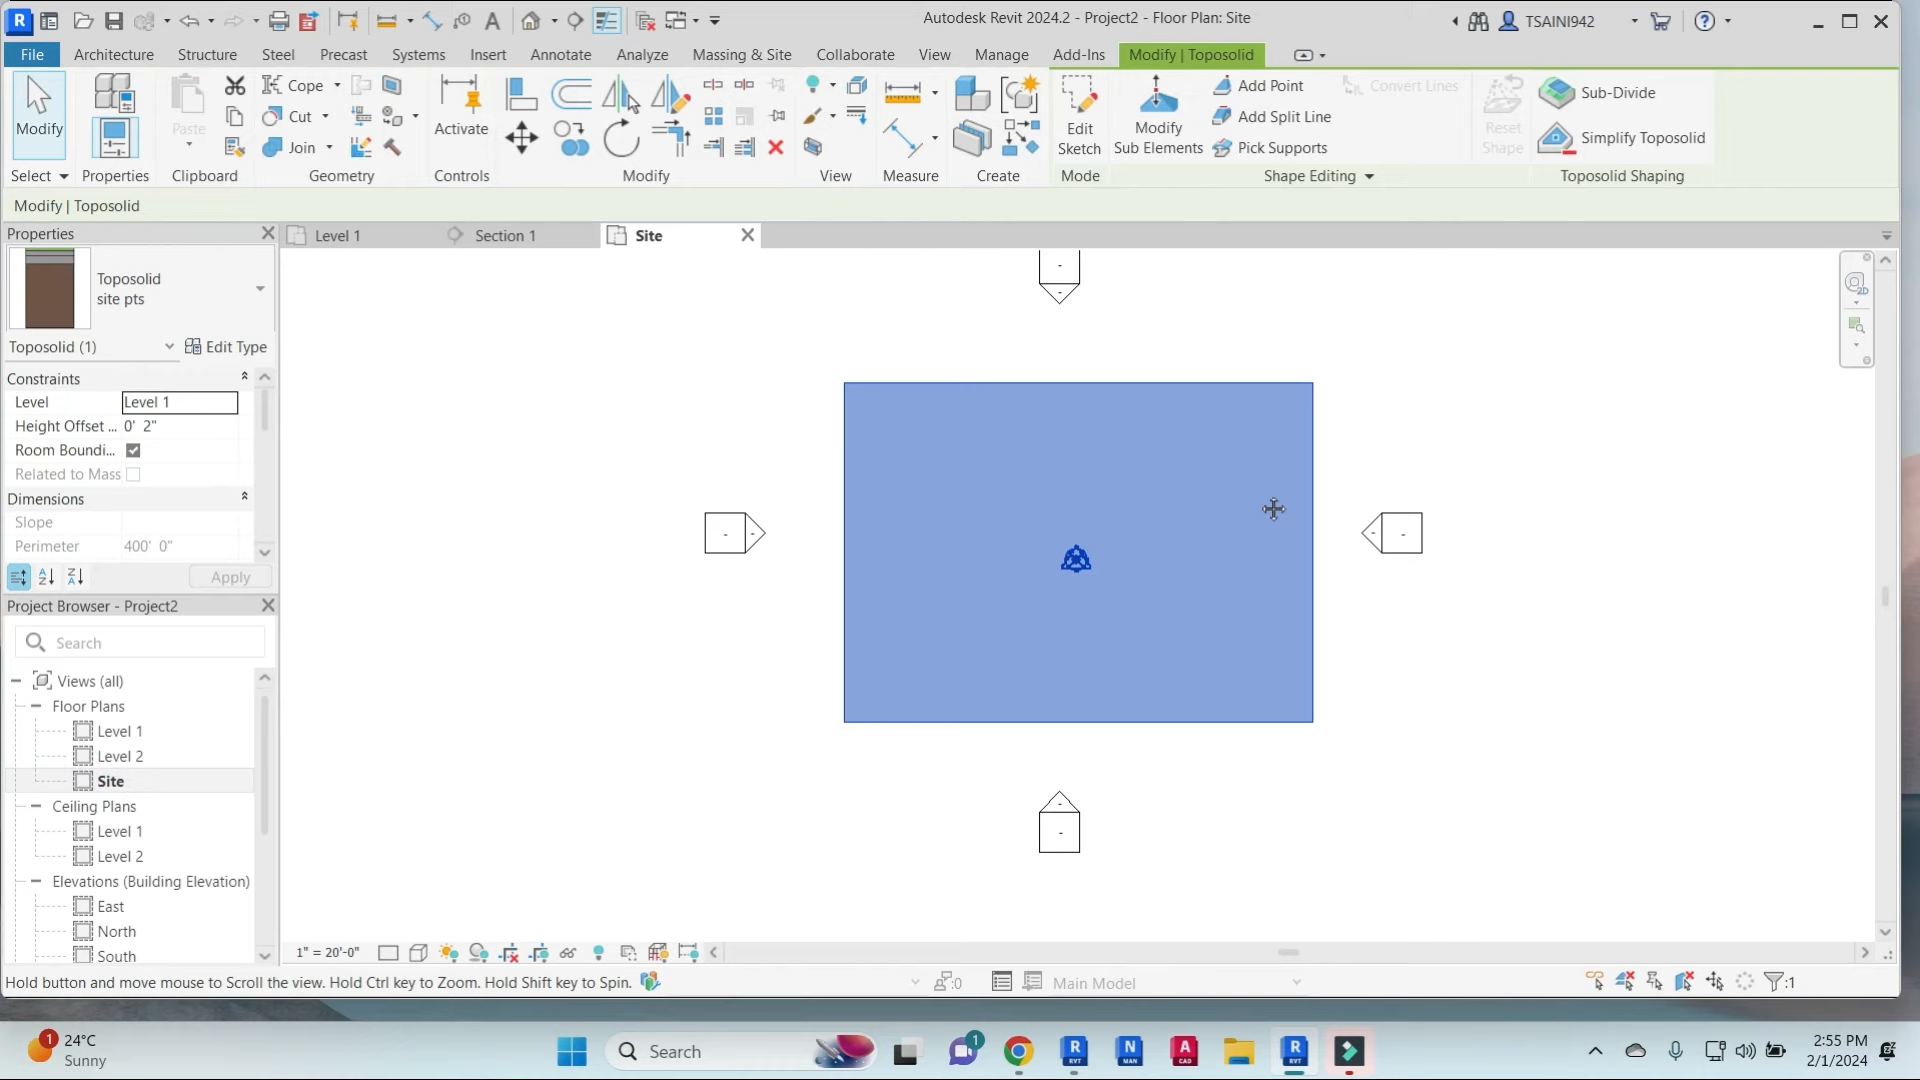 Autodesk Revit 2024.2 - Project2 - Floor Plan: Site
TSAINI942
File Architecture Structure Steel Precast Systems Insert Annotate Analyze Massing & Site Collaborate View Manage Add-Ins Modify | Toposolid
Modify
Paste
Cope
Cut
Join
Activate
Edit Sketch
Modify Sub Elements
Add Point
Add Split Line
Pick Supports
Convert Lines
Reset Shape
Sub-Divide
Simplify Toposolid
Select Properties Clipboard Geometry Controls Modify View Measure Create Mode Shape Editing Toposolid Shaping
Modify | Toposolid
Properties
Level 1
Section 1
Site
Toposolid
site pts
Toposolid (1)
Edit Type
Constraints
Level Level 1
Height Offset ... 0' 2"
Room Boundi...
Related to Mass
Dimensions
Slope
Perimeter 400' 0"
Apply
Project Browser - Project2
Search
Views (all)
Floor Plans
Level 1
Level 2
Site
Ceiling Plans
Level 1
Level 2
Elevations (Building Elevation)
East
North
South
1" = 20'-0"
Hold button and move mouse to Scroll the view. Hold Ctrl key to Zoom. Hold Shift key to Spin.
:0
Main Model
:1
1
24°C
Sunny
Search
1
R
RVT
N
MAN
A
CAD
R
RVT
2:55 PM
2/1/2024